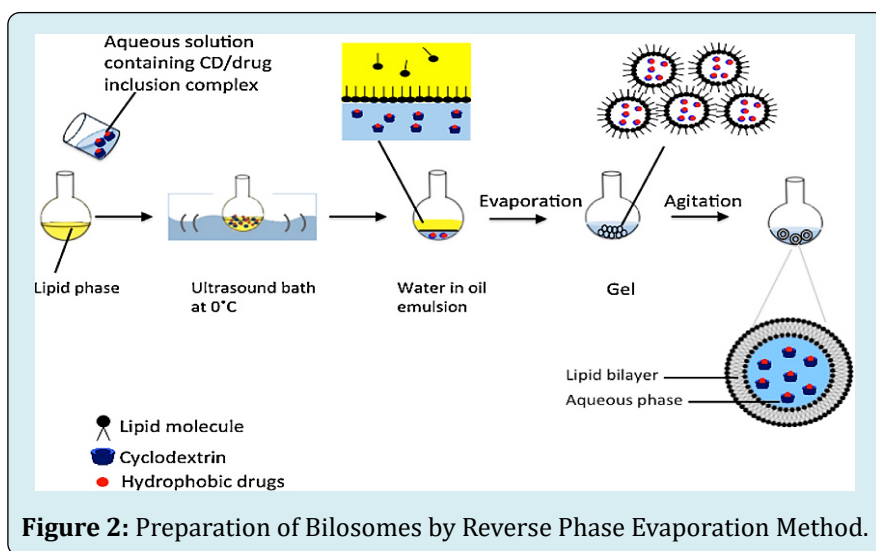 Aqueous solution
containing CD/drug
inclusion complex
Evaporation
Agitation
Lipid phase
Ultrasound bath
at 0˚C
Water in oil
emulsion
Gel
Lipid bilayer
Aqueous phase
Lipid molecule
Cyclodextrin
Hydrophobic drugs
Figure 2: Preparation of Bilosomes by Reverse Phase Evaporation Method.